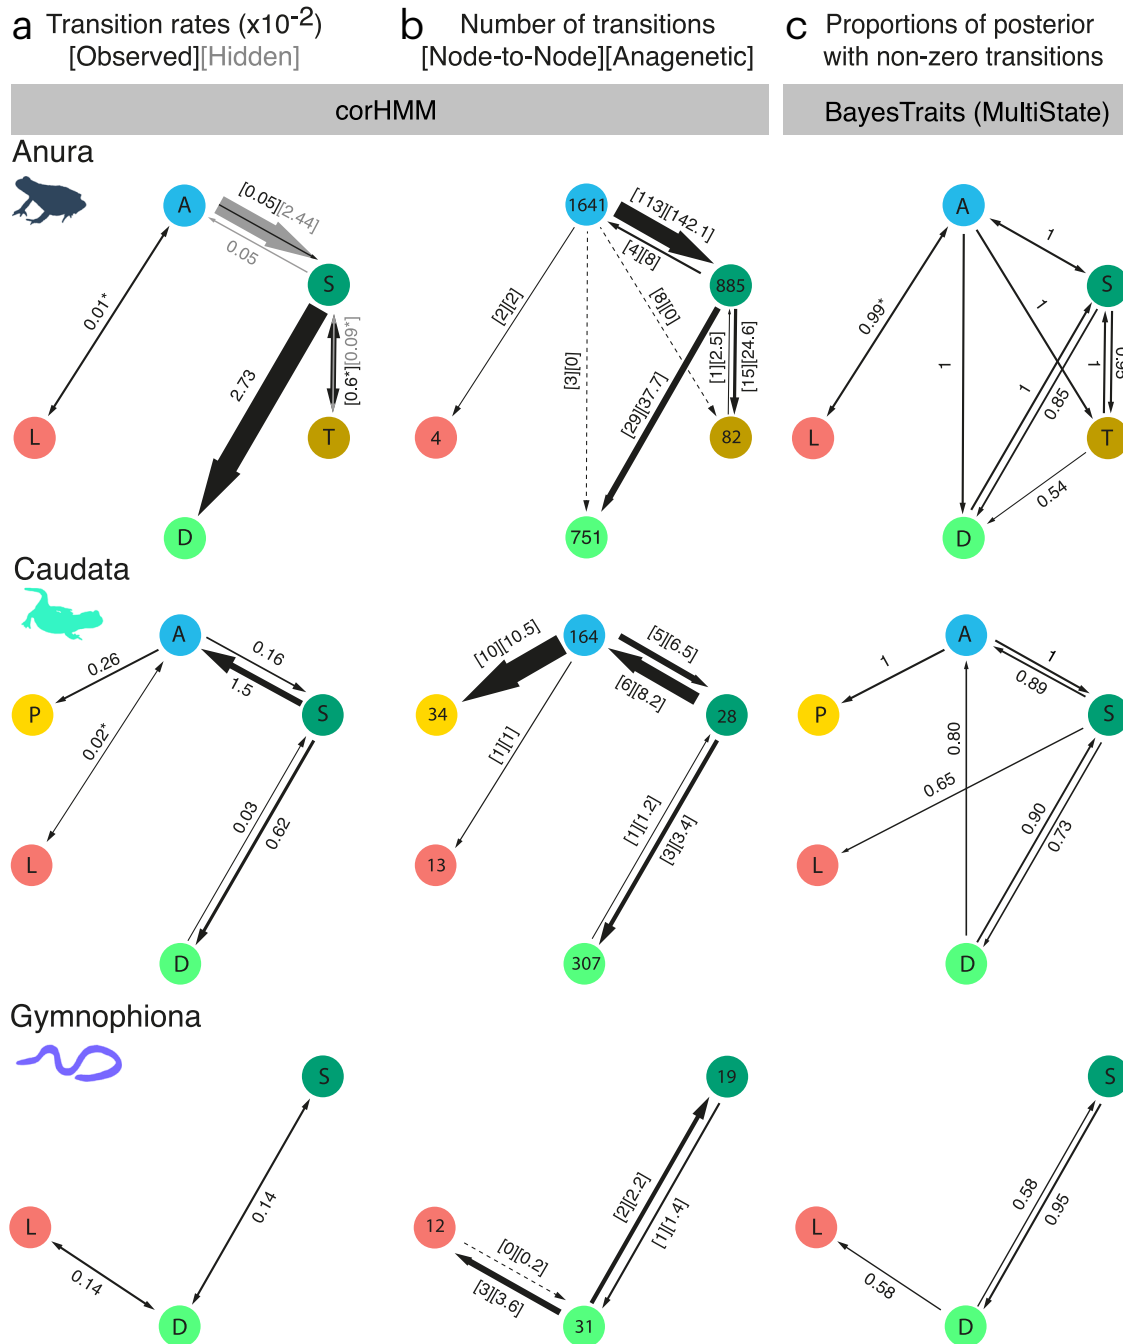 a Transition rates (x10-2)
[Observed][Hidden]
b Number of transitions
[Node-to-Node][Anagenetic]
c Proportions of posterior
with non-zero transitions
corHMM
BayesTraits (MultiState)
Anura
A
[0.05][2.44]
0.05
S
0.01*
2.73
[0.6*][0.09*]
L
T
D
1641
[113][142.1]
[4][8]
885
[2][2]
[8][0]
[3][0]
[1][2.5]
[15][24.6]
[29][37.7]
4
82
751
A
1
S
0.99*
1
1
1
0.85
1
0.95
L
T
0.54
D
Caudata
A
0.16
0.26
1.5
P
S
0.02*
0.03
0.62
L
D
164
[10][10.5]
[5][6.5]
[6][8.2]
34
28
[1][1]
[1][1.2]
[3][3.4]
13
307
A
1
1
0.89
P
S
0.80
0.65
0.90
0.73
L
D
Gymnophiona
S
0.14
L
0.14
D
19
[2][2.2]
[1][1.4]
12
[0][0.2]
[3][3.6]
31
S
0.58
0.95
L
0.58
D